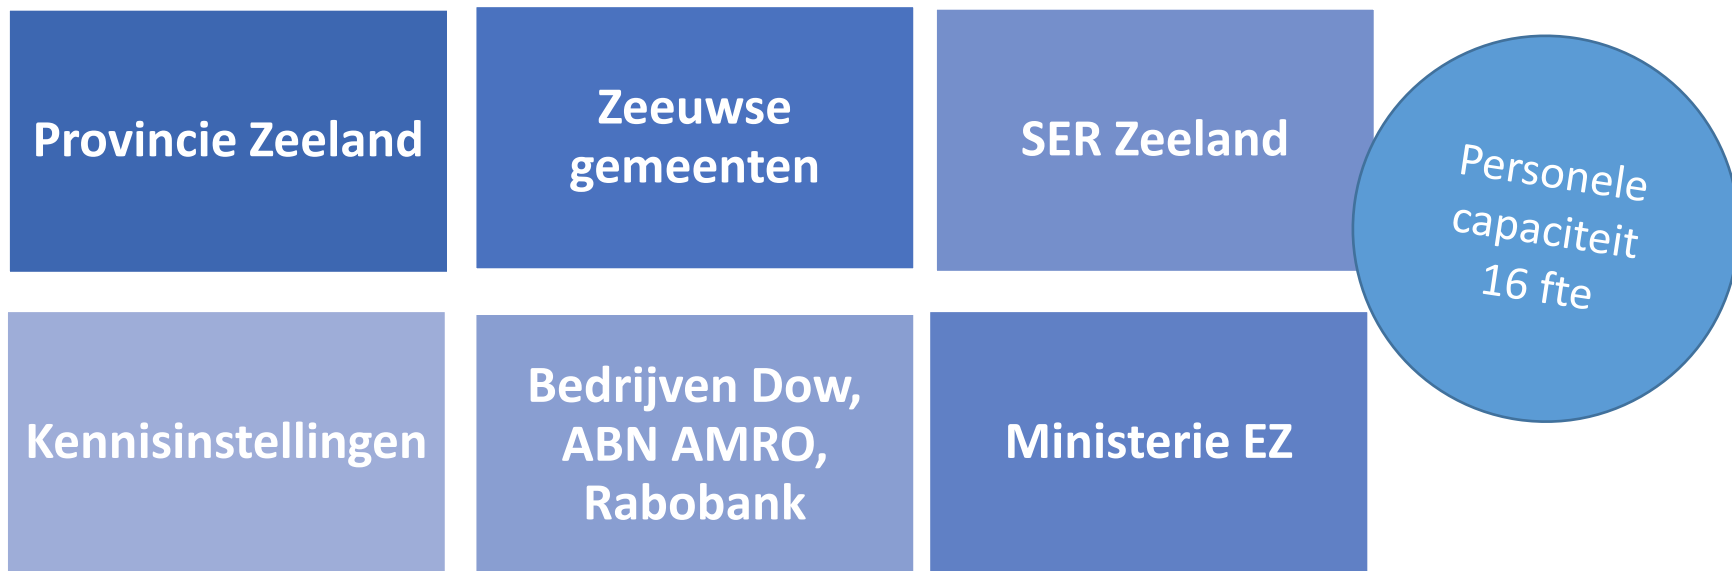 Provincie Zeeland
Zeeuwse
gemeenten
SER Zeeland
Personele
capaciteit
16 fte
Kennisinstellingen
Bedrijven Dow,
ABN AMRO,
Rabobank
Ministerie EZ